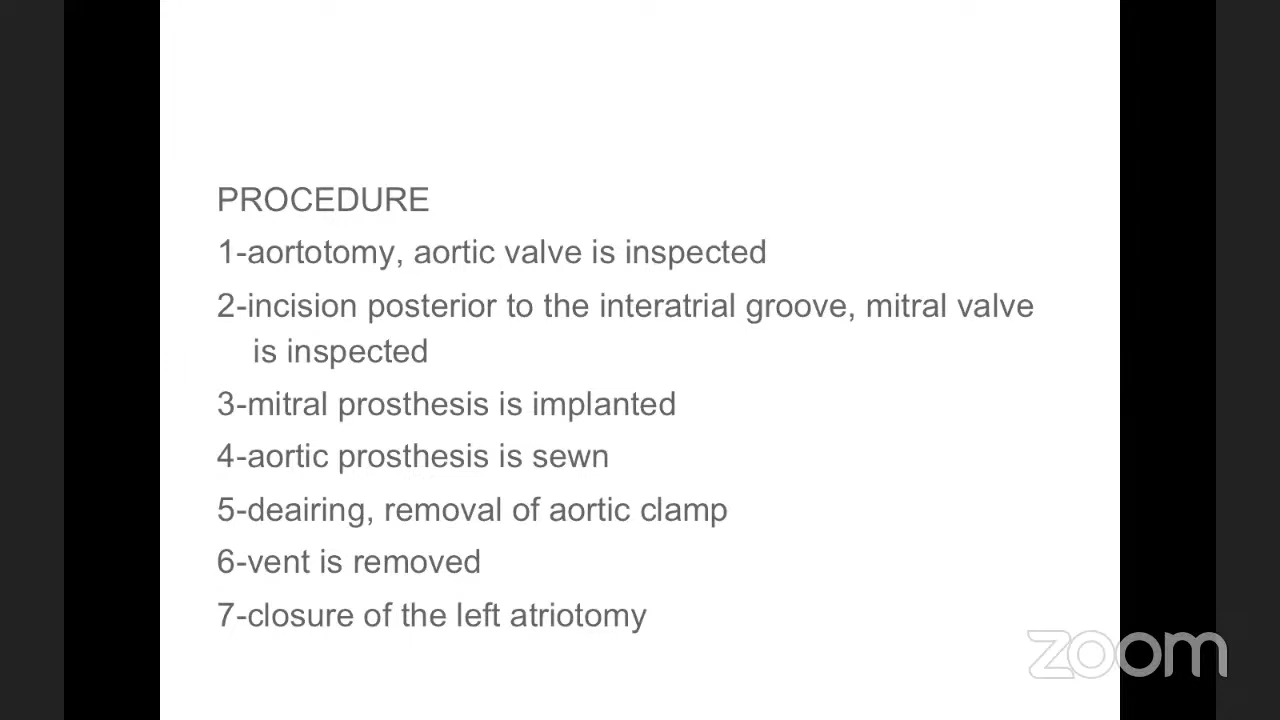 PROCEDURE
1-aortotomy, aortic valve is inspected
2-incision posterior to the interatrial groove, mitral valve
is inspected
3-mitral prosthesis is implanted
4-aortic prosthesis is sewn
5-deairing, removal of aortic clamp
6-vent is removed
7-closure of the left atriotomy
zoom